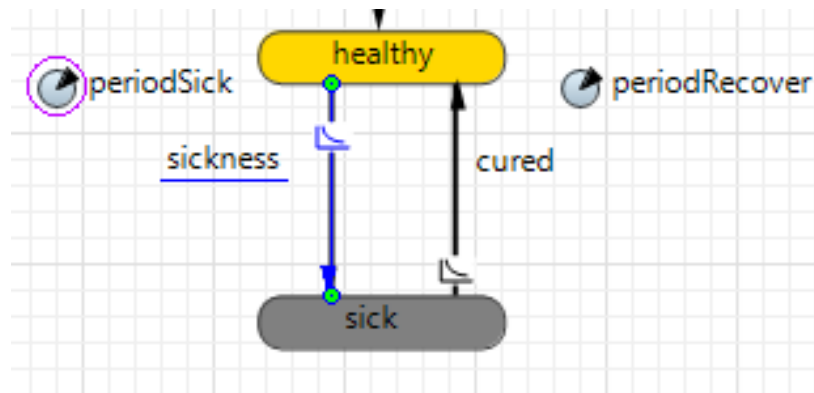 healthy
periodSick
periodRecover
sickness
cured
sick